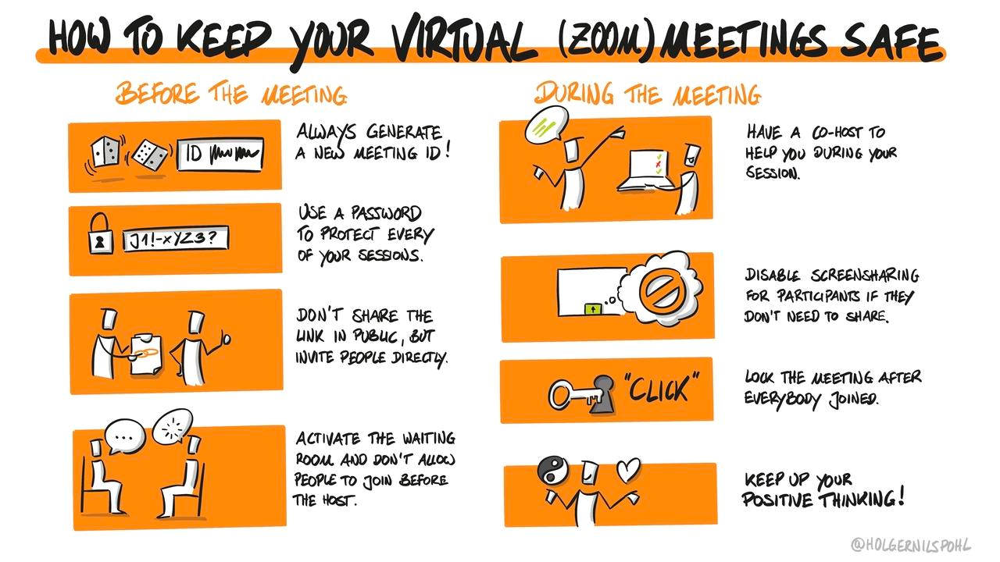 HOW TO KEEP YOUR VIRTUAL (ZOOM) MEETINGS SAFE
BEFORE THE MEETING
ID
ALWAYS GENERATE
A NEW MEETING ID!
J1!-XYZ3?
USE A PASSWORD
TO PROTECT EVERY
OF YOUR SESSIONS.
DON'T SHARE THE
LINK IN PUBLIC, BUT
INVITE PEOPLE DIRECTLY.
ACTIVATE THE WAITING
ROOM AND DON'T ALLOW
PEOPLE TO JOIN BEFORE
THE HOST.
DURING THE MEETING
HAVE A CO-HOST TO
HELP YOU DURING YOUR
SESSION.
DISABLE SCREENSHARING
FOR PARTICIPANTS IF THEY
DON'T NEED TO SHARE.
"CLICK"
LOCK THE MEETING AFTER
EVERYBODY JOINED.
KEEP UP YOUR
POSITIVE THINKING!
@HOLGERNILSPOHL